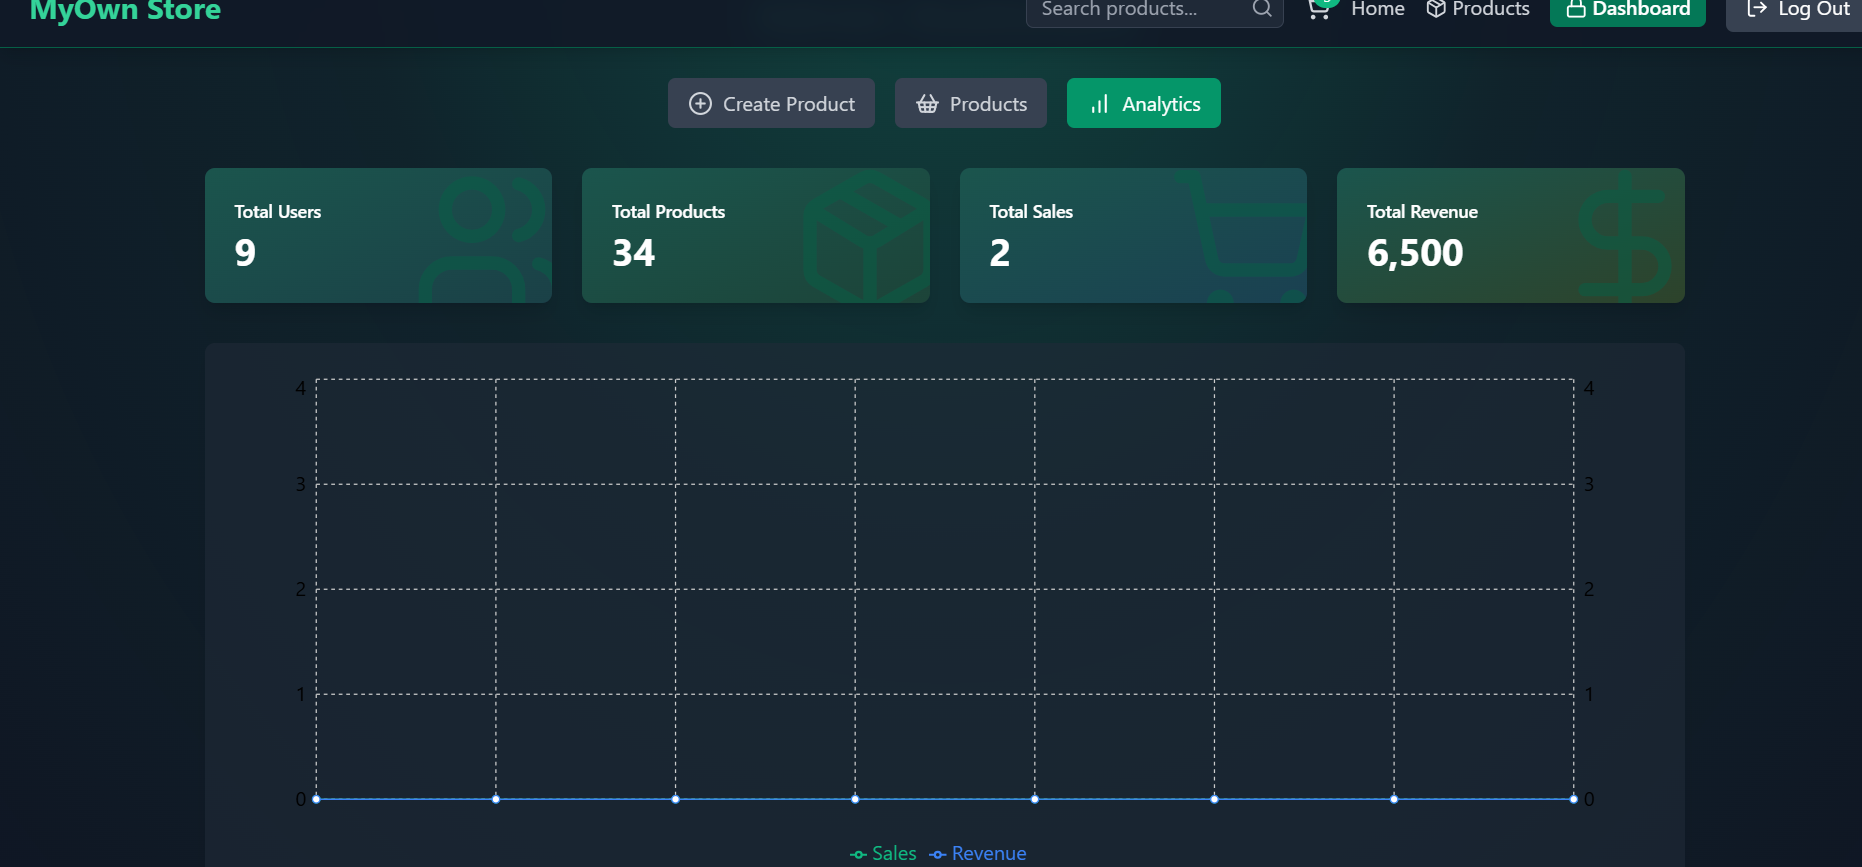 MyOwn Store
Search products...
Home
Products
Dashboard
Log Out
Create Product
Products
Analytics
Total Users
9
Total Products
34
Total Sales
2
Total Revenue
6,500
4
4
3
3
2
2
1
1
0
0
Sales
Revenue